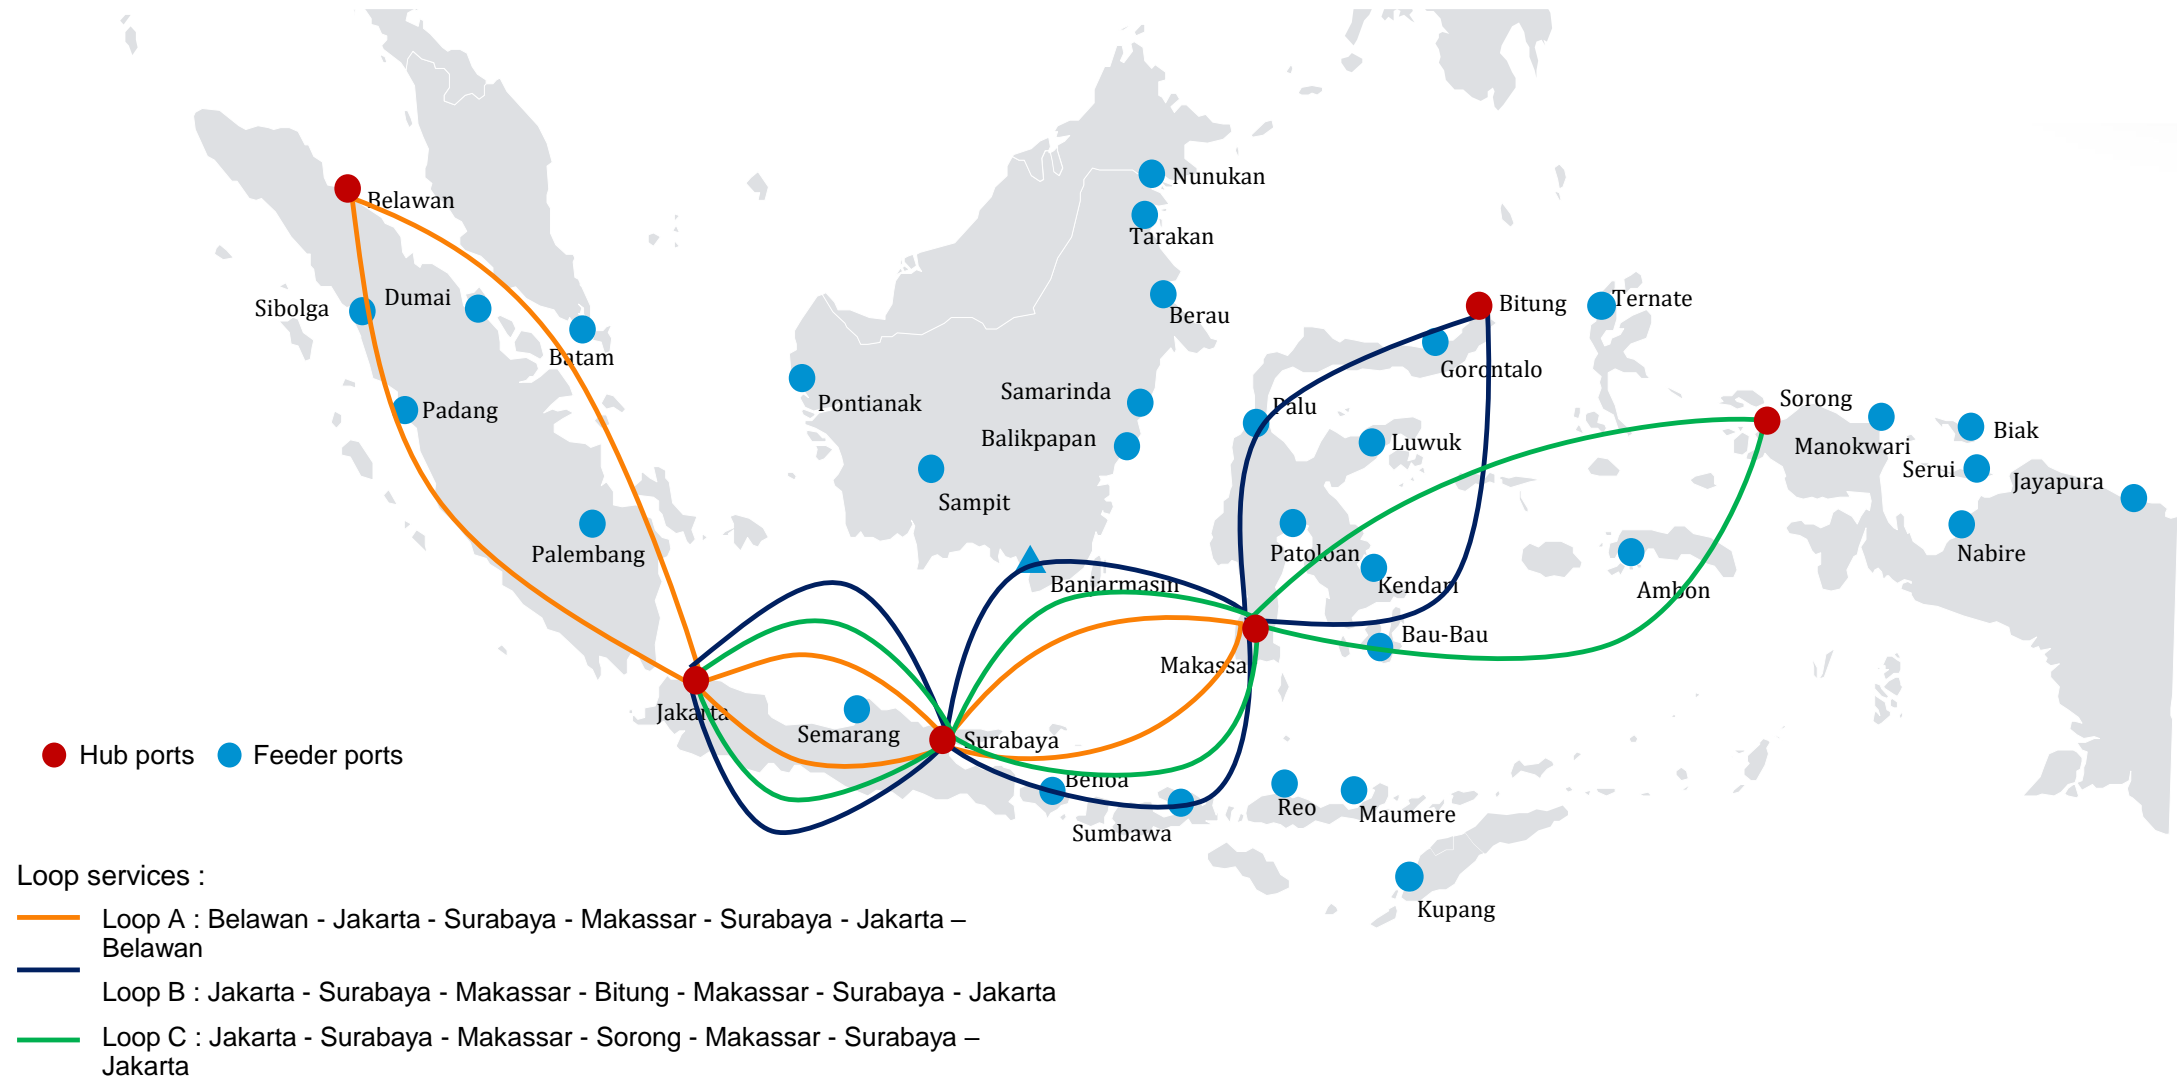 Nunukan
Belawan
Tarakan
Sibolga
Dumai
Berau
Bitung
Ternate
Batam
Gorontalo
Padang
Pontianak
Samarinda
Palu
Sorong
Balikpapan
Luwuk
Manokwari
Biak
Serui
Jayapura
Sampit
Palembang
Patoloan
Nabire
Banjarmasin
Kendari
Ambon
Bau-Bau
Makassa
Jakarta
Semarang
Surabaya
Hub ports
Feeder ports
Benoa
Reo
Maumere
Sumbawa
Kupang
Loop services :
Loop A : Belawan - Jakarta - Surabaya - Makassar - Surabaya - Jakarta –
Belawan
Loop B : Jakarta - Surabaya - Makassar - Bitung - Makassar - Surabaya - Jakarta
Loop C : Jakarta - Surabaya - Makassar - Sorong - Makassar - Surabaya –
Jakarta